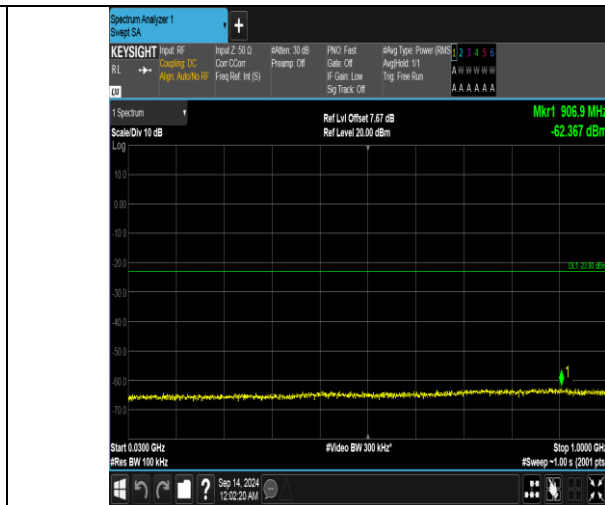 Spectrum Analyzer 1
Swept SA
+
KEYSIGHT Input: RF Input Z: 50 Ω #Atten: 30 dB PNO: Fast #Avg Type: Power (RMS 1 2 3 4 5 6
RL Coupling: DC Corr CCorr Preamp: Off Gate: Off Avg|Hold: 1/1 A W W W W W
Align: Auto/No RF Freq Ref: Int (S) IF Gain: Low Trig: Free Run
LXI Sig Track: Off A A A A A A
1 Spectrum Ref Lvl Offset 7.67 dB Mkr1 906.9 MHz
Scale/Div 10 dB Ref Level 20.00 dBm -62.367 dBm
Log
10.0
0.00
-10.0
-20.0
DL1 -23.00 dBm
-30.0
-40.0
-50.0
-60.0
1
-70.0
Start 0.0300 GHz #Video BW 300 kHz* Stop 1.0000 GHz
#Res BW 100 kHz #Sweep ~1.00 s (2001 pts
? Sep 14, 2024
12:02:20 AM